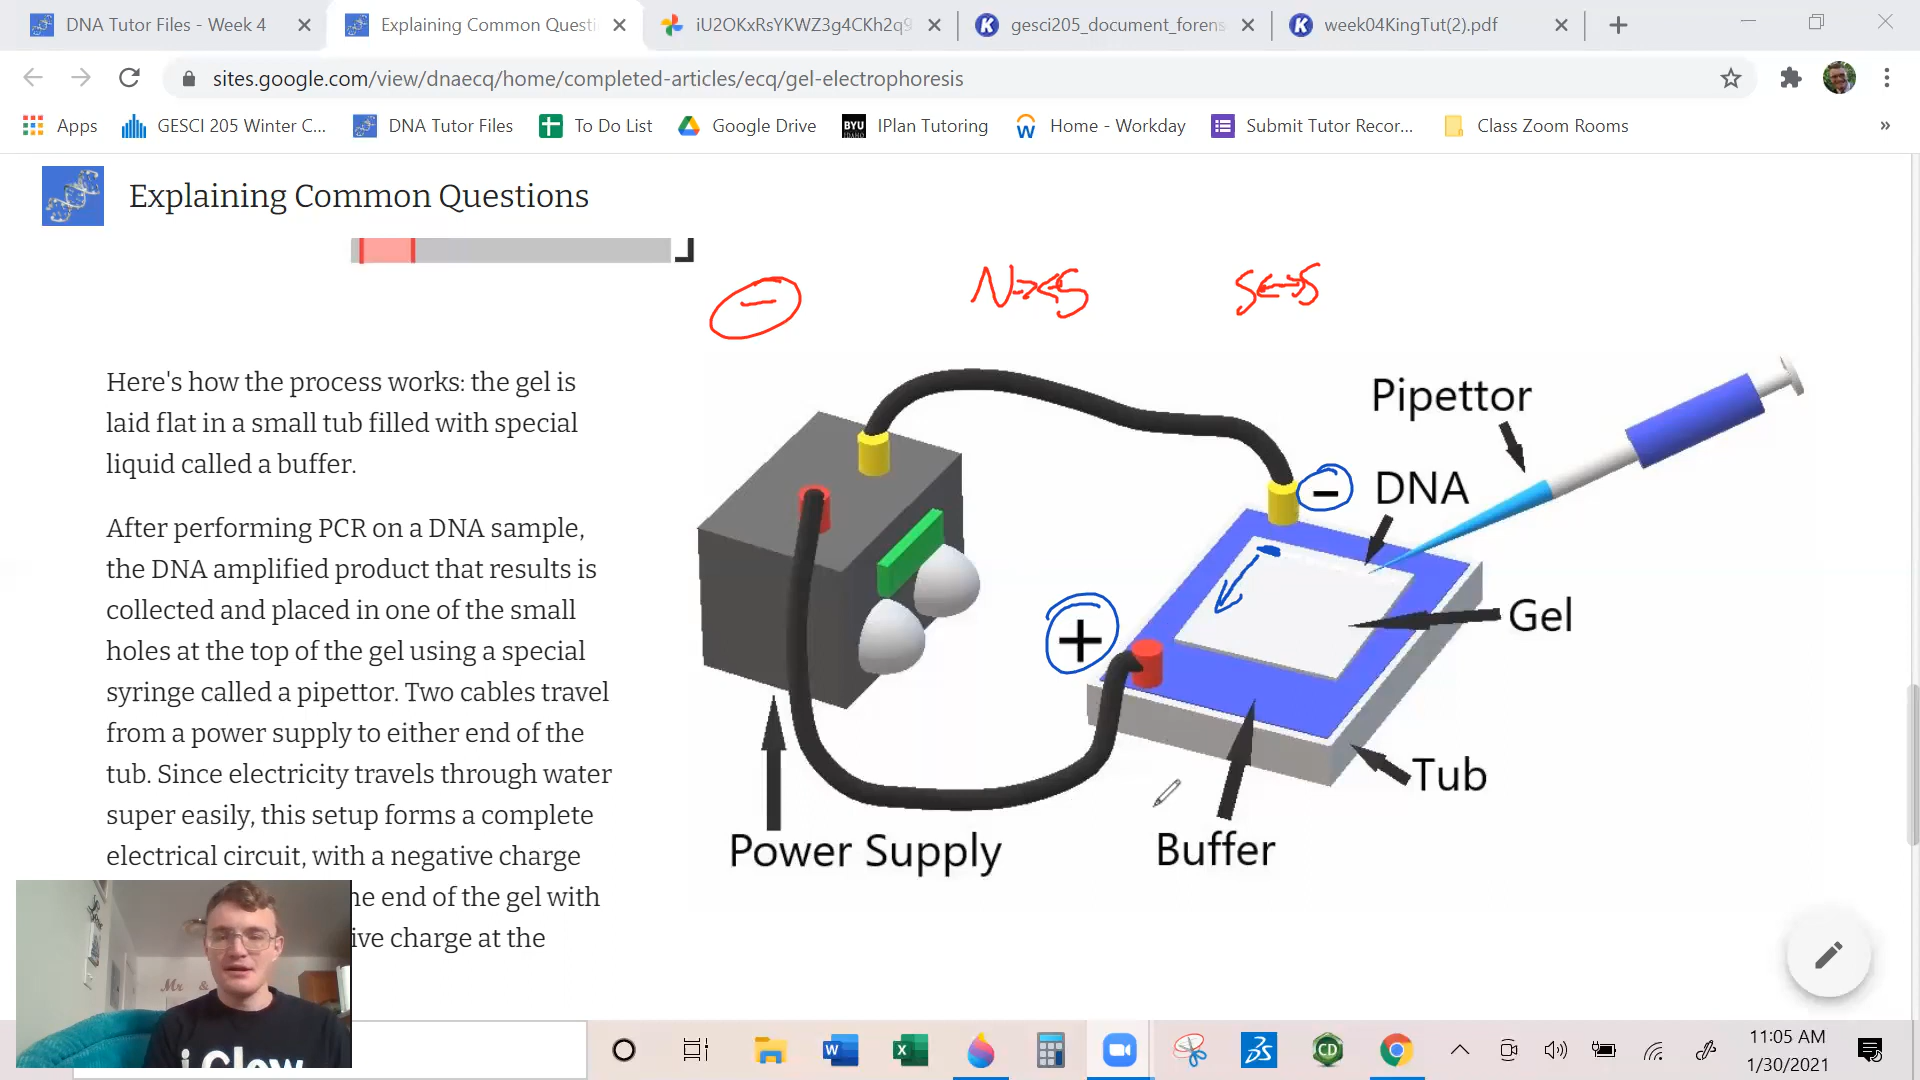 DNA Tutor Files - Week 4
Explaining Common Questi
iU2OKxRsYKWZ3g4CKh2q9
gesci205_document_forens
week04KingTut(2).pdf
sites.google.com/view/dnaecq/home/completed-articles/ecq/gel-electrophoresis
Apps
GESCI 205 Winter C...
DNA Tutor Files
To Do List
Google Drive
BYU
IDAHO
IPlan Tutoring
Home - Workday
Submit Tutor Recor...
Class Zoom Rooms
»
Explaining Common Questions
−
N→←S
S←→S
Here's how the process works: the gel is
laid flat in a small tub filled with special
liquid called a buffer.
After performing PCR on a DNA sample,
the DNA amplified product that results is
collected and placed in one of the small
holes at the top of the gel using a special
syringe called a pipettor. Two cables travel
from a power supply to either end of the
tub. Since electricity travels through water
super easily, this setup forms a complete
electrical circuit, with a negative charge
he end of the gel with
ive charge at the
Pipettor
−
DNA
+
Gel
Tub
Power Supply
Buffer
Mr &
i Clew
11:05 AM
1/30/2021